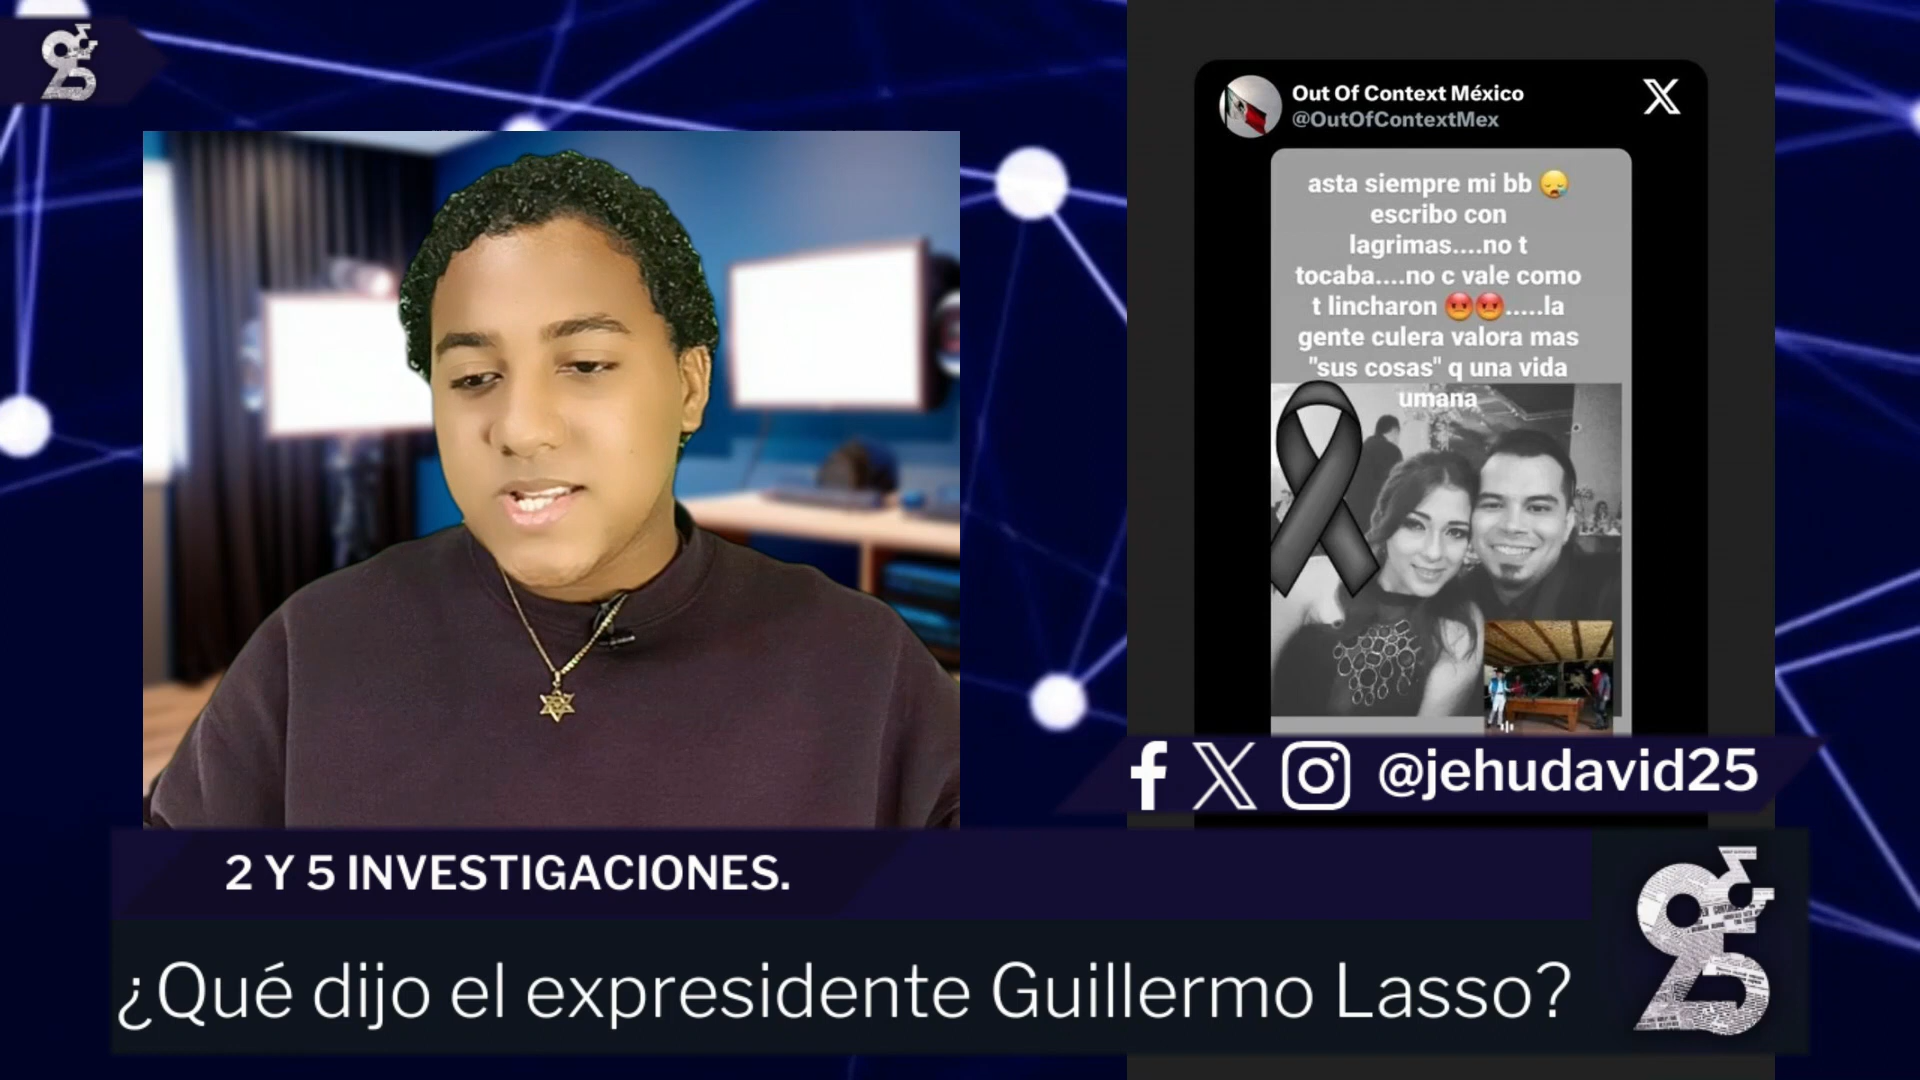 Out Of Context México
@OutOfContextMex
asta siempre mi bb 😪
escribo con
lagrimas....no t
tocaba....no c vale como
t lincharon 😡😡.....la
gente culera valora mas
"sus cosas" q una vida
umana
@jehudavid25
2 Y 5 INVESTIGACIONES.
¿Qué dijo el expresidente Guillermo Lasso?